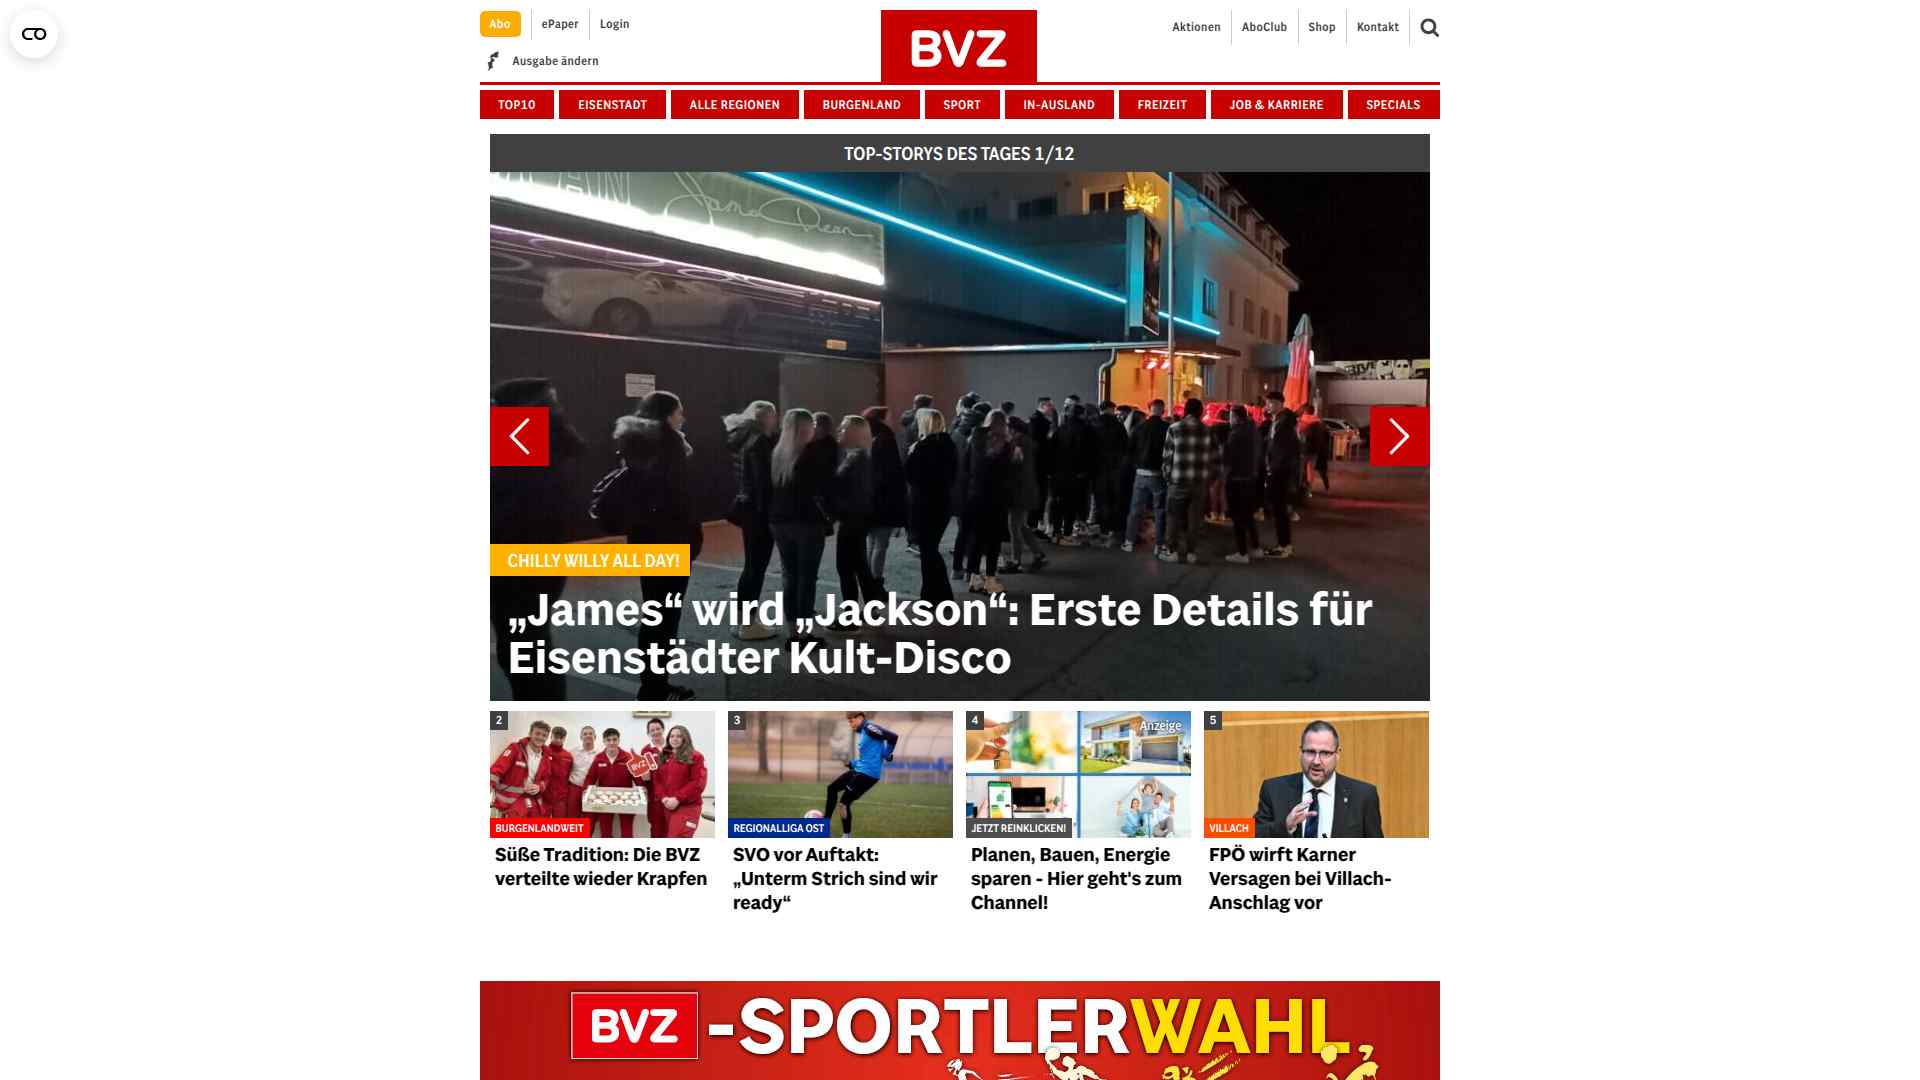 Abo
ePaper
Login
Ausgabe ändern
BVZ
Aktionen
AboClub
Shop
Kontakt
TOP10
EISENSTADT
ALLE REGIONEN
BURGENLAND
SPORT
IN-AUSLAND
FREIZEIT
JOB & KARRIERE
SPECIALS
TOP-STORYS DES TAGES 1/12
James Dean
CHILLY WILLY ALL DAY!
„James“ wird „Jackson“: Erste Details für
Eisenstädter Kult-Disco
2
BVZ
BURGENLANDWEIT
Süße Tradition: Die BVZ
verteilte wieder Krapfen
3
REGIONALLIGA OST
SVO vor Auftakt:
„Unterm Strich sind wir
ready“
4
Anzeige
JETZT REINKLICKEN!
Planen, Bauen, Energie
sparen - Hier geht's zum
Channel!
5
VILLACH
FPÖ wirft Karner
Versagen bei Villach-
Anschlag vor
BVZ -SPORTLERWAHL